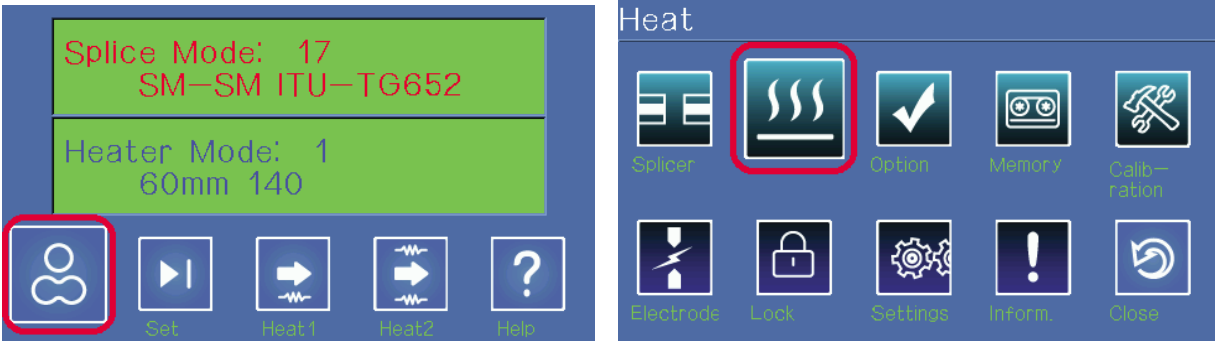 Splice Mode: 17
SM-SM ITU-TG652
Heater Mode: 1
60mm 140
Set
Heat1
Heat2
Help
Heat
Splicer
Option
Memory
Calib-
ration
Electrode
Lock
Settings
Inform.
Close